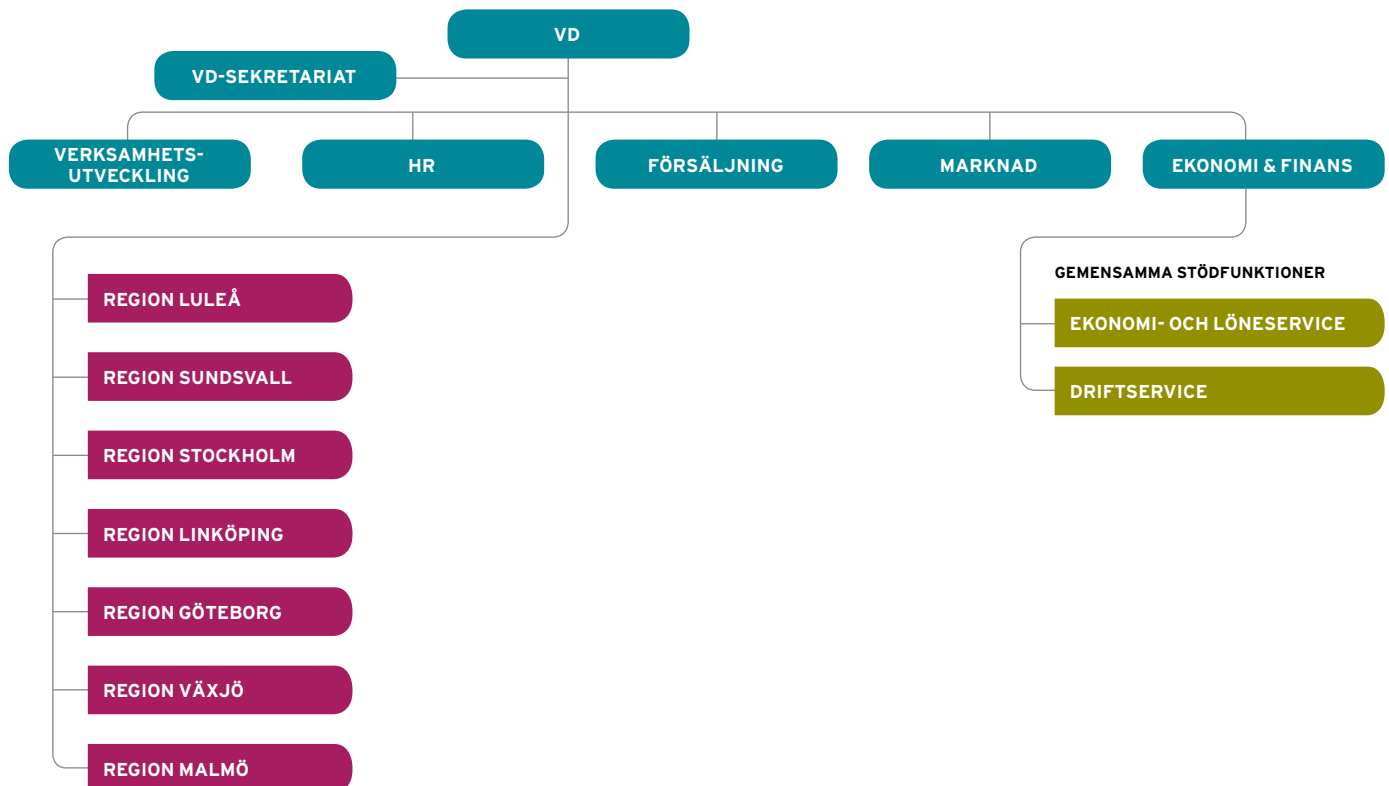 VD
VD-SEKRETARIAT
VERKSAMHETS-
UTVECKLING
HR
FÖRSÄLJNING
MARKNAD
EKONOMI & FINANS
REGION LULEÅ
REGION SUNDSVALL
REGION STOCKHOLM
REGION LINKÖPING
REGION GÖTEBORG
REGION VÄXJÖ
REGION MALMÖ
GEMENSAMMA STÖDFUNKTIONER
EKONOMI- OCH LÖNESERVICE
DRIFTSERVICE